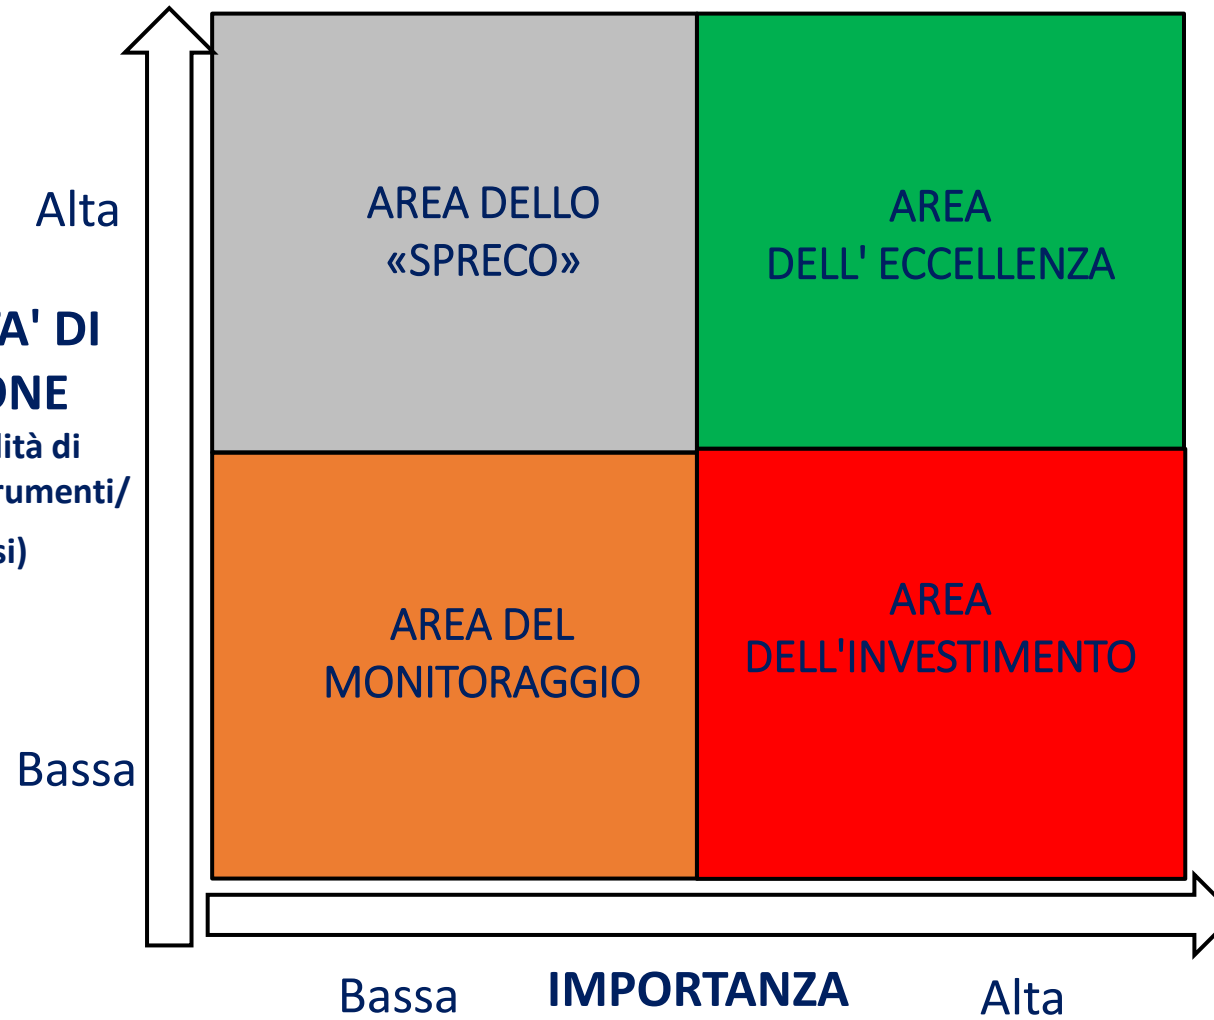 Alta
AREA DELLO
«SPRECO»
AREA
DELL' ECCELLENZA
TA' DI
ONE
lità di
rumenti/
si)
AREA DEL
MONITORAGGIO
AREA
DELL'INVESTIMENTO
Bassa
Bassa
IMPORTANZA
Alta